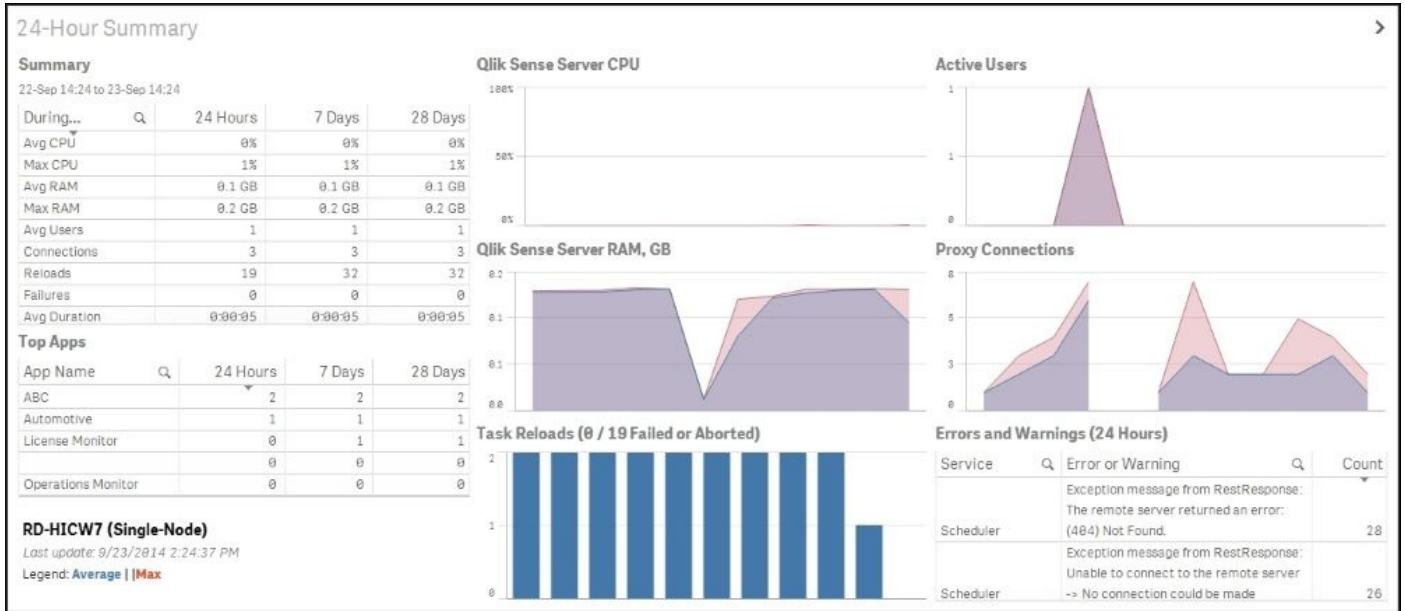 24-Hour Summary
Summary
22-Sep 14:24 to 23-Sep 14:24
During... 24 Hours 7 Days 28 Days
Avg CPU 0% 0% 0%
Max CPU 1% 1% 1%
Avg RAM 0.1 GB 0.1 GB 0.1 GB
Max RAM 0.2 GB 0.2 GB 0.2 GB
Avg Users 1 1 1
Connections 3 3 3
Reloads 19 32 32
Failures 0 0 0
Avg Duration 0:00:05 0:00:05 0:00:05
Top Apps
App Name 24 Hours 7 Days 28 Days
ABC 2 2 2
Automotive 1 1 1
License Monitor 0 1 1
0 0 0
Operations Monitor 0 0 0
RD-HICW7 (Single-Node)
Last update: 9/23/2014 2:24:37 PM
Legend: Average | |Max
Qlik Sense Server CPU
100%
50%
0%
Qlik Sense Server RAM, GB
0.2
0.1
0.1
0.0
Task Reloads (0 / 19 Failed or Aborted)
2
1
0
Active Users
1
1
0
Proxy Connections
8
5
3
0
Errors and Warnings (24 Hours)
Service Error or Warning Count
Exception message from RestResponse:
The remote server returned an error:
Scheduler (404) Not Found. 28
Exception message from RestResponse:
Unable to connect to the remote server
Scheduler -> No connection could be made 26